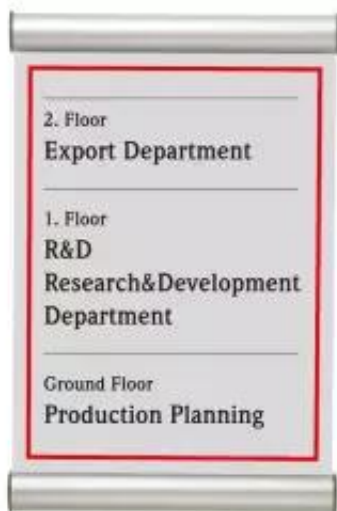 2. Floor
Export Department
1. Floor
R&D
Research&Development
Department
Ground Floor
Production Planning